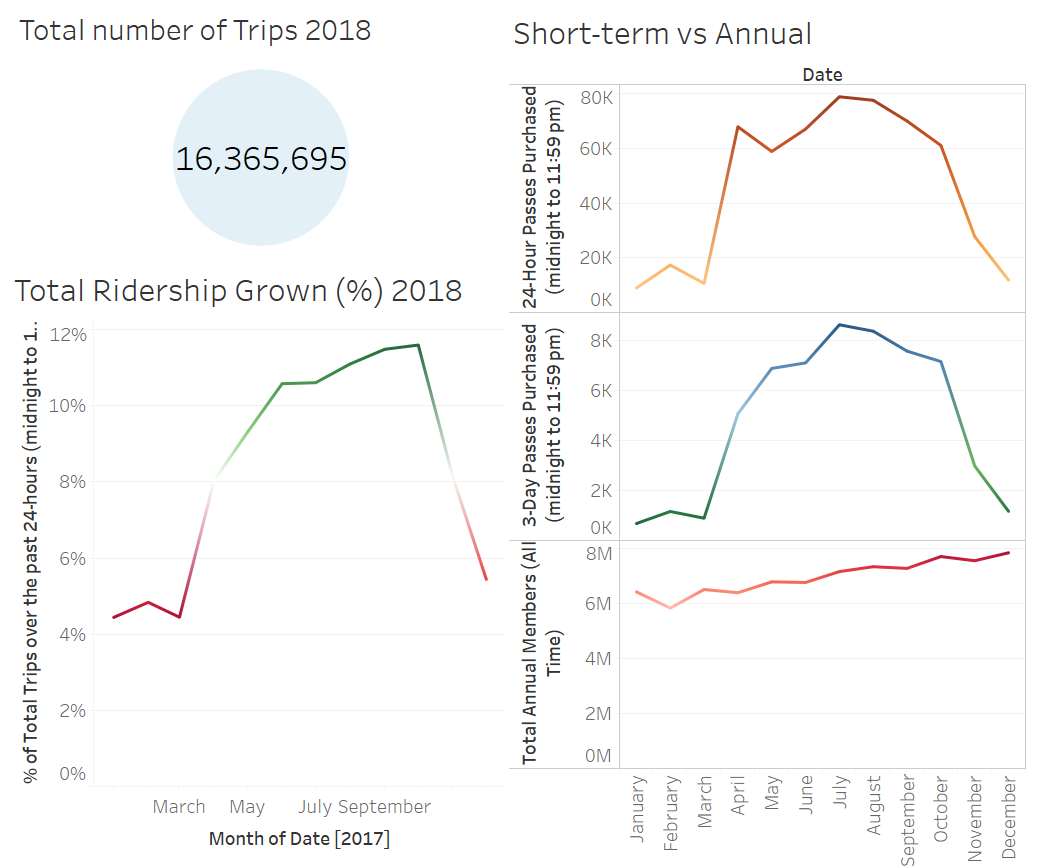 Total number of Trips 2018
16,365,695
Total Ridership Grown (%) 2018
% of Total Trips over the past 24-hours (midnight to 1..
12%
10%
8%
6%
4%
2%
0%
March May July September
Month of Date [2017]
Short-term vs Annual
Date
24-Hour Passes Purchased
(midnight to 11:59 pm)
80K
60K
40K
20K
0K
3-Day Passes Purchased
(midnight to 11:59 pm)
8K
6K
4K
2K
0K
Total Annual Members (All
Time)
8M
6M
4M
2M
0M
January
February
March
April
May
June
July
August
September
October
November
December